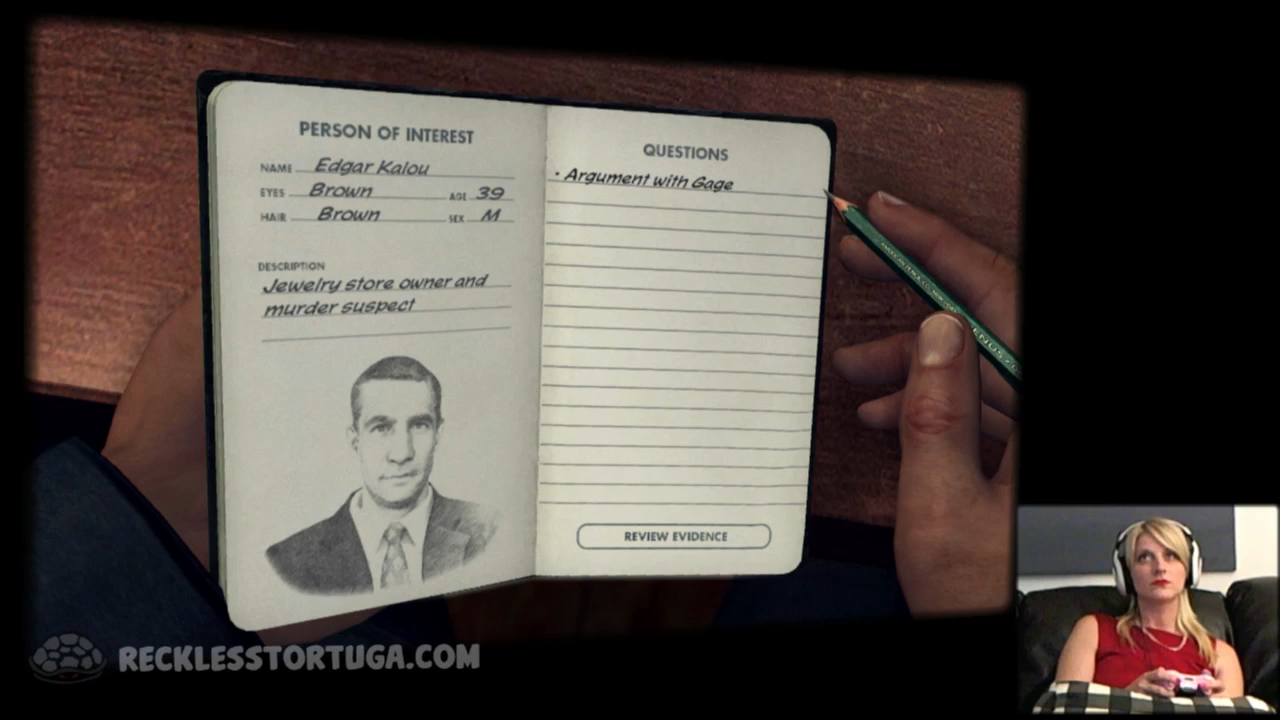 PERSON OF INTEREST
NAME Edgar Kalou
EYES Brown AGE 39
HAIR Brown SEX M
DESCRIPTION
Jewelry store owner and
murder suspect
QUESTIONS
· Argument with Gage
REVIEW EVIDENCE
RECKLESSTORTUGA.COM